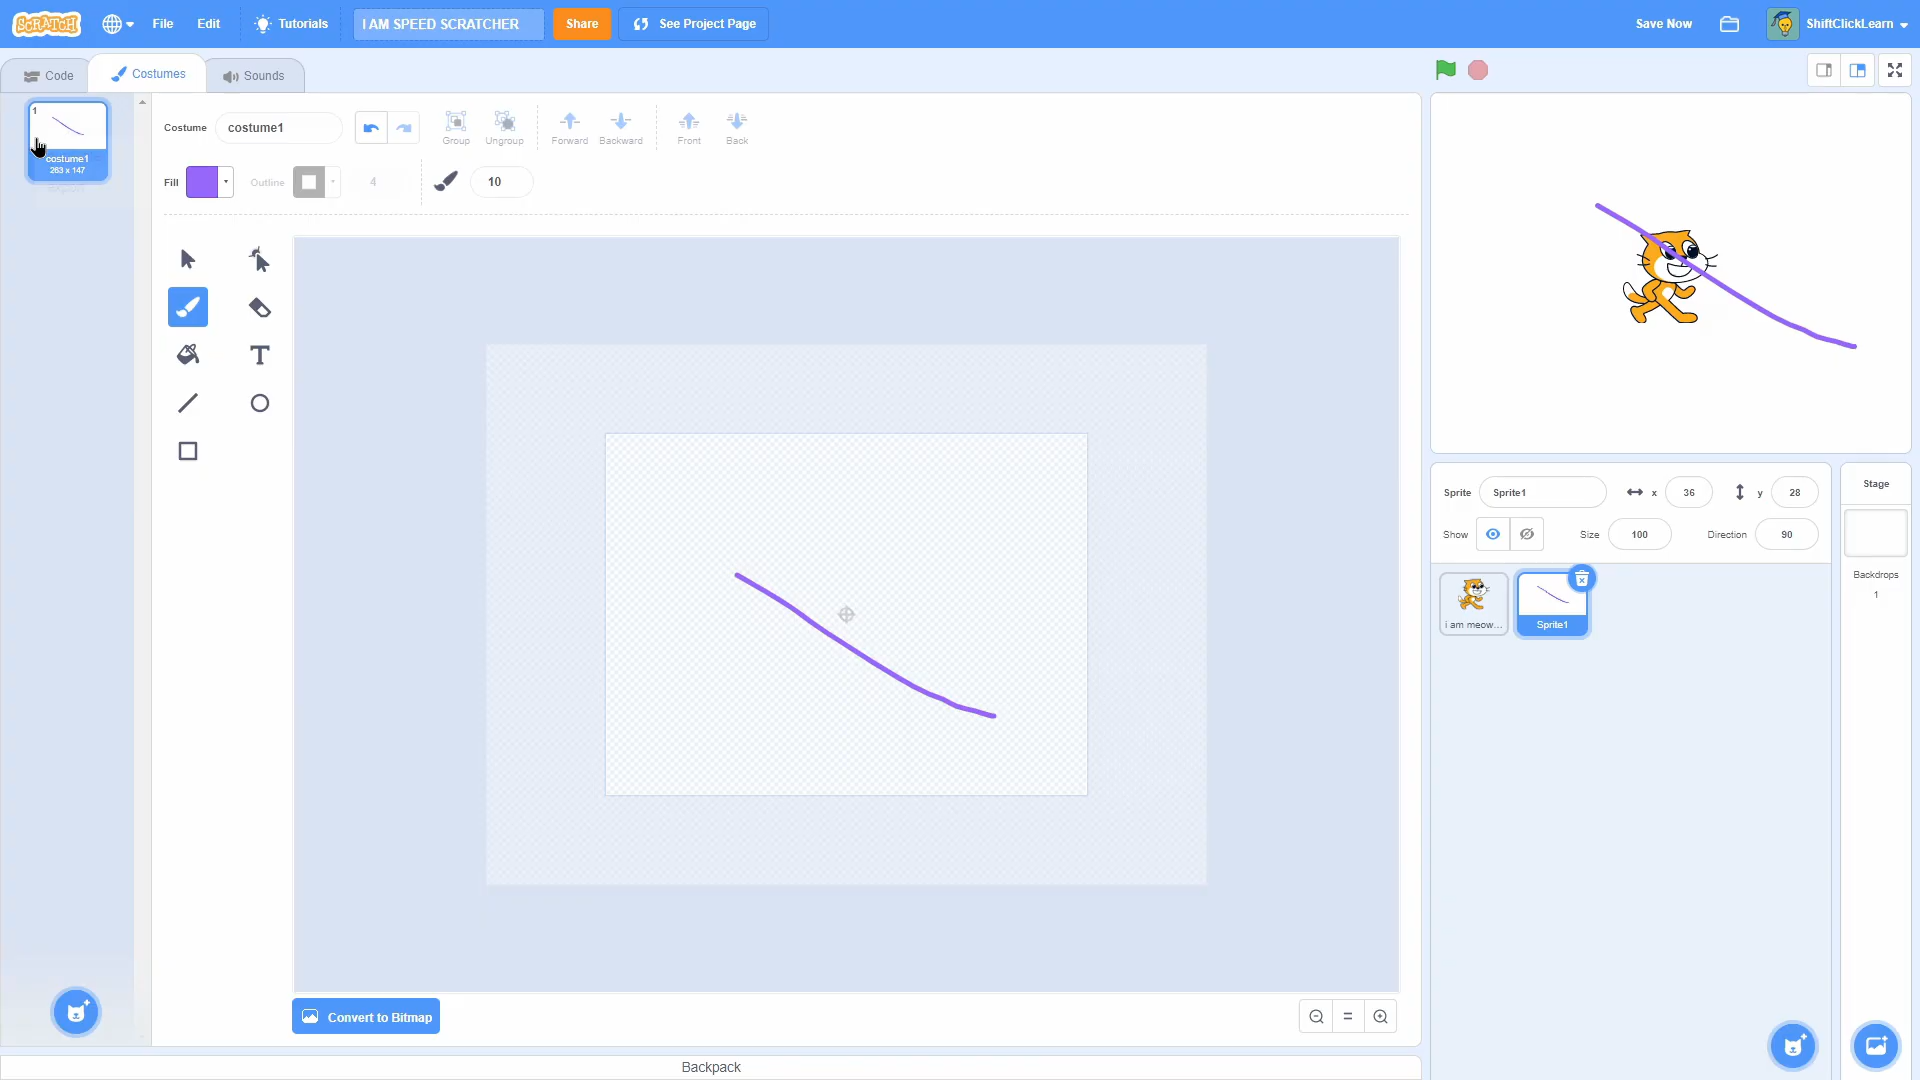 SCRATCH
File
Edit
Tutorials
I AM SPEED SCRATCHER
Share
See Project Page
Save Now
ShiftClickLearn
Code
Costumes
Sounds
1
costume1
263 x 147
export
Costume
costume1
Group
Ungroup
Forward
Backward
Front
Back
Fill
Outline
4
10
T
Convert to Bitmap
Backpack
Sprite
Sprite1
x
36
y
28
Show
Size
100
Direction
90
i am meow...
Sprite1
Stage
Backdrops
1